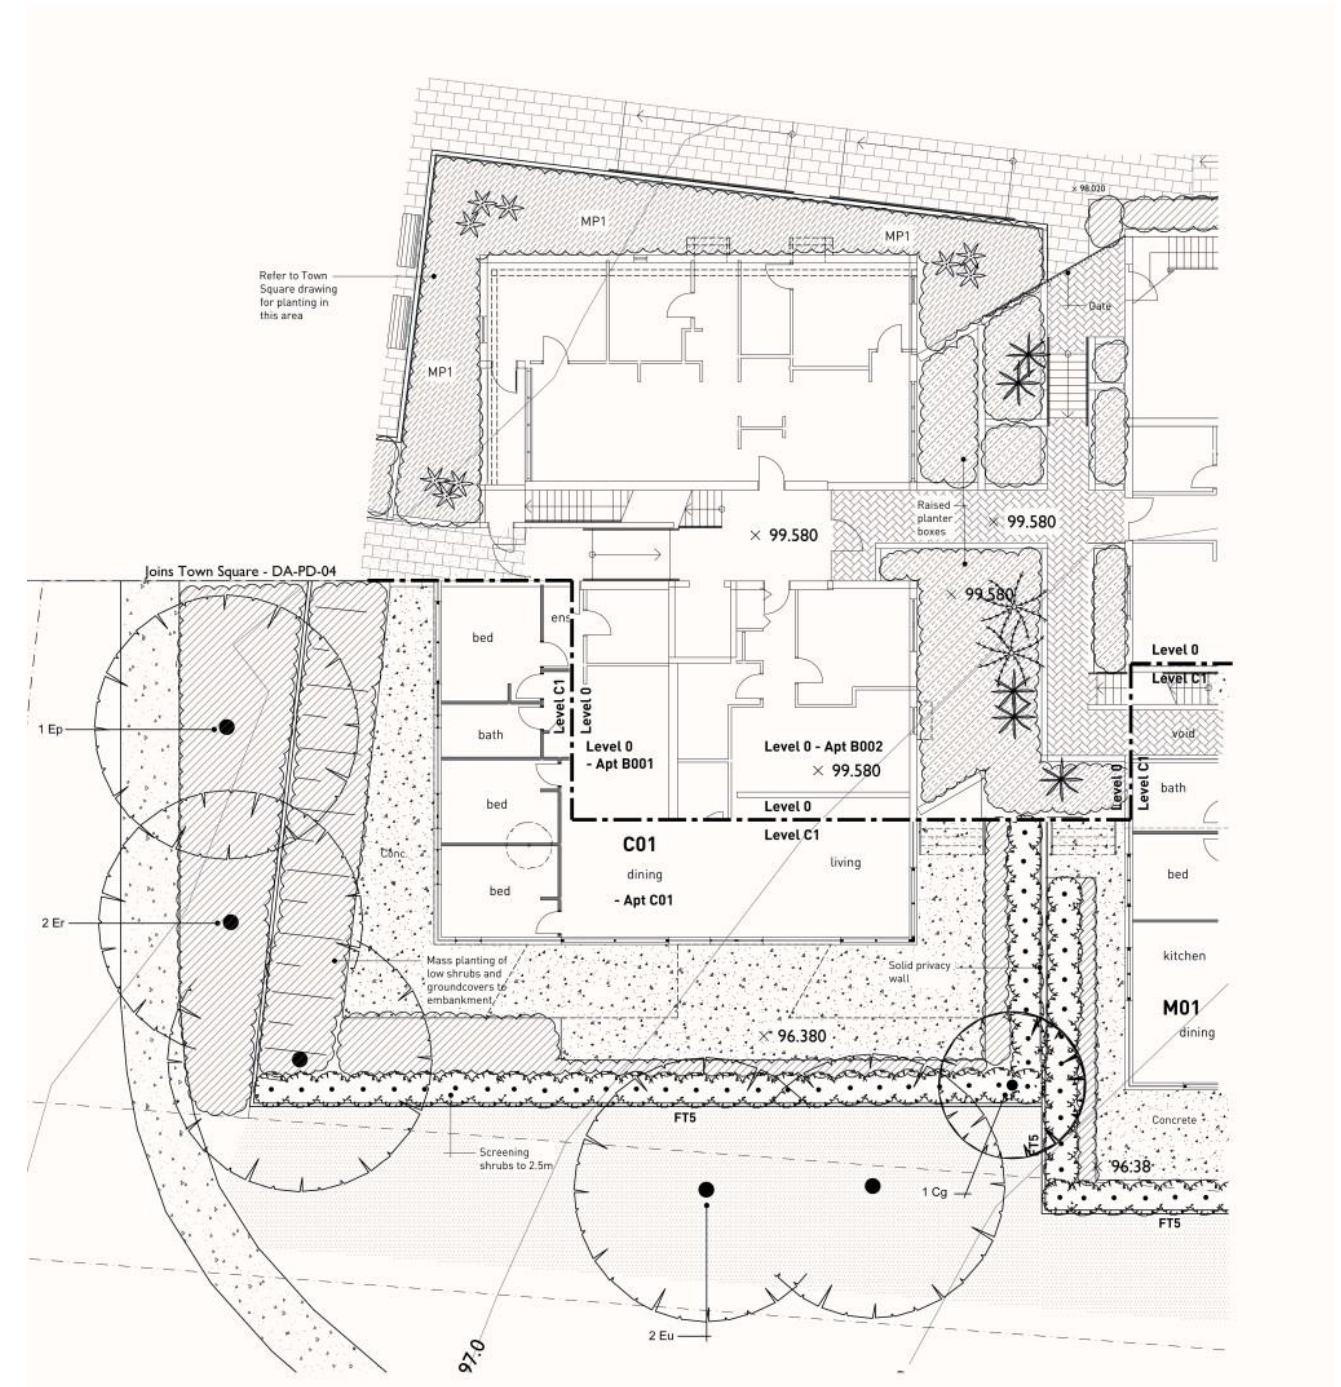 × 98.020
MP1
MP1
Refer to Town
Square drawing
for planting in
this area
Gate
MP1
Raised
planter
boxes
× 99.580
× 99.580
Joins Town Square - DA-PD-04
× 99.580
ens
bed
Level 0
Level C1
Level C1
Level 0
1 Ep
bath
void
Level 0
- Apt B001
Level 0 - Apt B002
× 99.580
Level 0
Level C1
bath
bed
Level 0
Level C1
C01
Conc.
dining
living
bed
bed
- Apt C01
2 Er
Mass planting of
low shrubs and
groundcovers to
embankment
Solid privacy
wall
kitchen
M01
dining
× 96.380
FT5
Concrete
FT5
Screening
shrubs to 2.5m
× 96.38
1 Cg
FT5
2 Eu
97.0